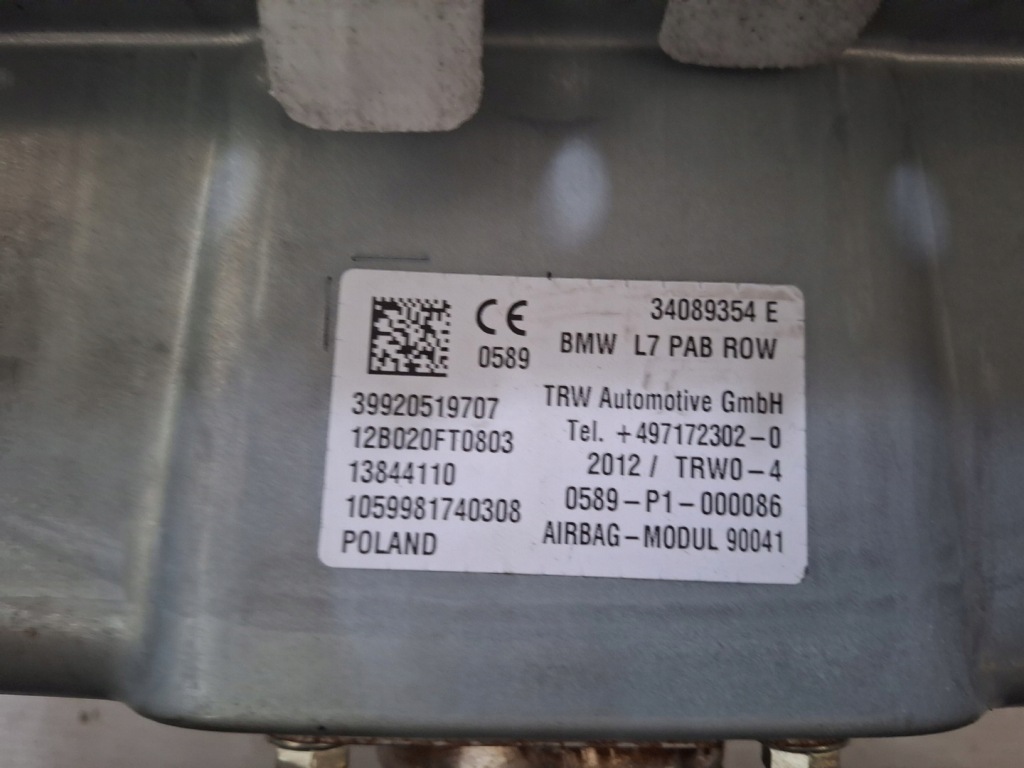 34089354 E
CE
0589
BMW L7 PAB ROW
39920519707
12B020FT0803
13844110
1059981740308
POLAND
TRW Automotive GmbH
Tel. +497172302-0
2012 / TRW0-4
0589-P1-000086
AIRBAG-MODUL 90041